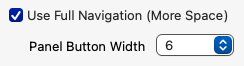 Use Full Navigation (More Space)
Panel Button Width 6